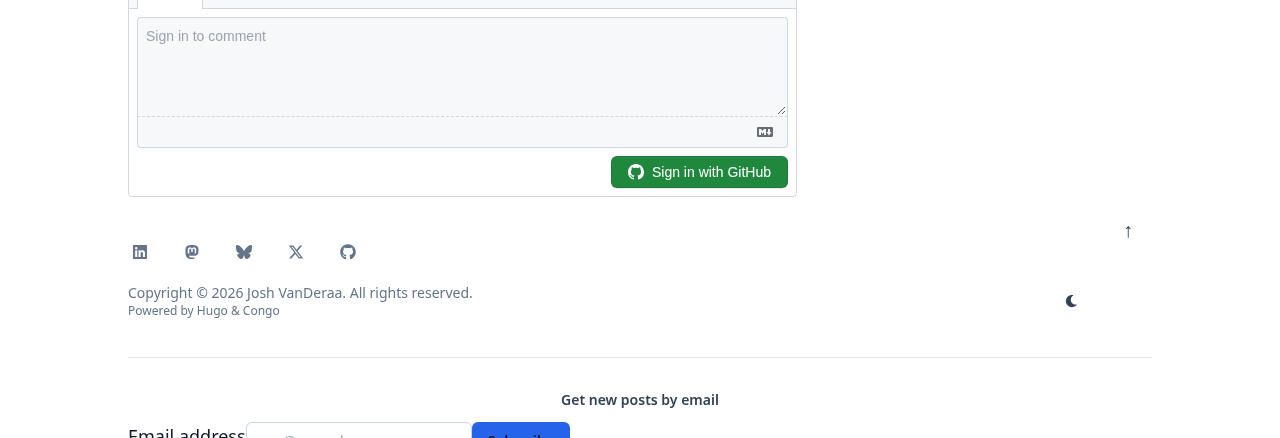 Sign in to comment
Sign in with GitHub
↑
Copyright © 2026 Josh VanDeraa. All rights reserved.
Powered by Hugo & Congo
Get new posts by email
Email address